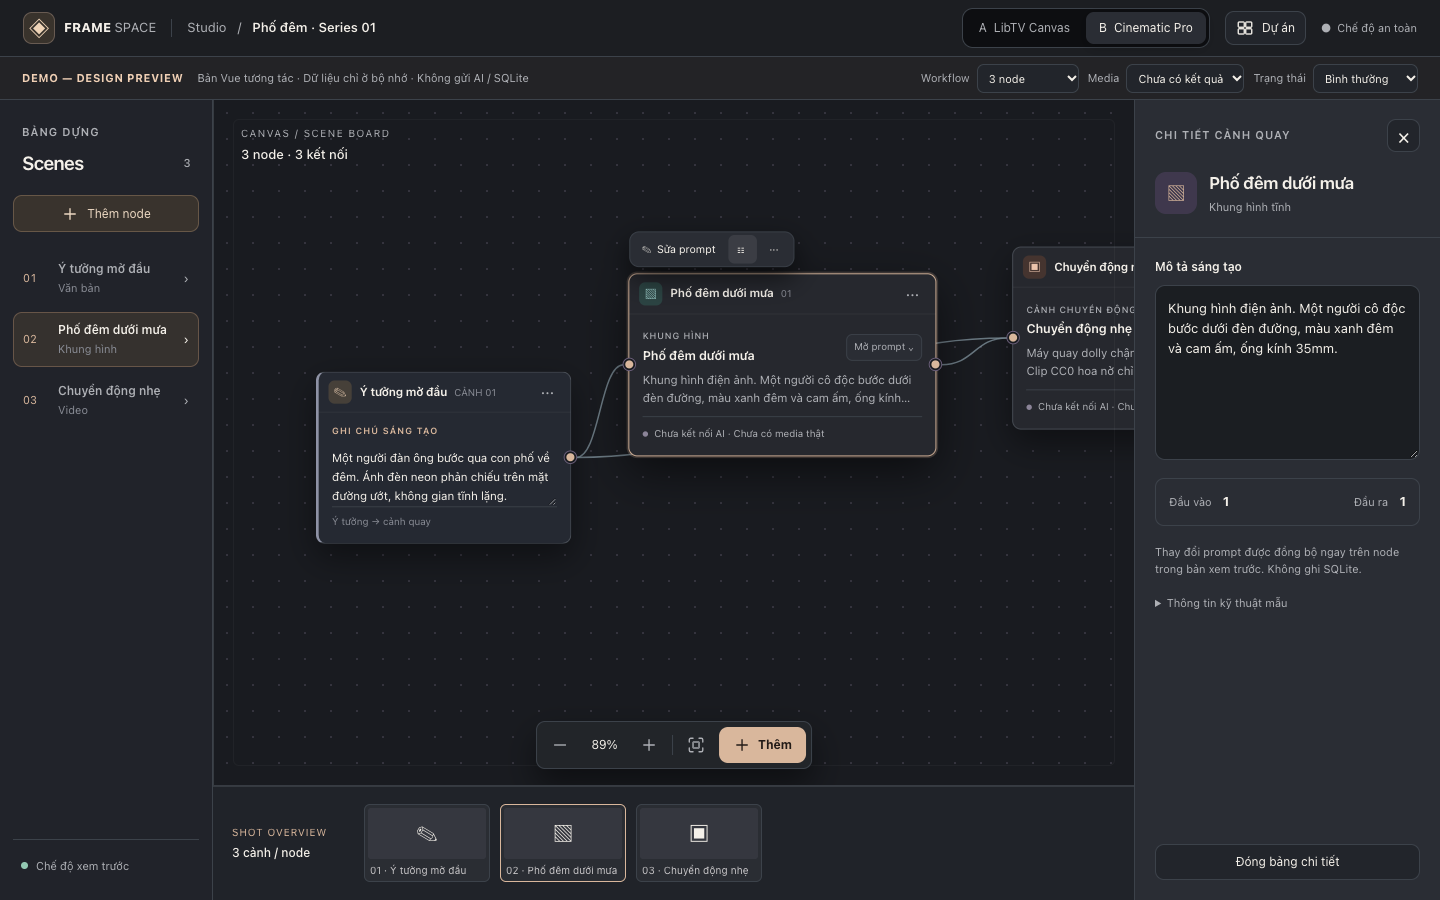 FRAME SPACE
Studio / Phố đêm · Series 01
A LibTV Canvas
B Cinematic Pro
Dự án
Chế độ an toàn
DEMO — DESIGN PREVIEW
Bản Vue tương tác · Dữ liệu chỉ ở bộ nhớ · Không gửi AI / SQLite
Workflow
3 node
Media
Chưa có kết quả
Trạng thái
Bình thường
BẢNG DỰNG
Scenes
3
+ Thêm node
01
Ý tưởng mở đầu
Văn bản
02
Phố đêm dưới mưa
Khung hình
03
Chuyển động nhẹ
Video
Chế độ xem trước
CANVAS / SCENE BOARD
3 node · 3 kết nối
Ý tưởng mở đầu CẢNH 01
GHI CHÚ SÁNG TẠO
Một người đàn ông bước qua con phố về
đêm. Ánh đèn neon phản chiếu trên mặt
đường ướt, không gian tĩnh lặng.
Ý tưởng → cảnh quay
Sửa prompt
Phố đêm dưới mưa 01
KHUNG HÌNH
Phố đêm dưới mưa
Mở prompt
Khung hình điện ảnh. Một người cô độc bước dưới
đèn đường, màu xanh đêm và cam ấm, ống kính...
Chưa kết nối AI · Chưa có media thật
Chuyển động n
CẢNH CHUYỂN ĐỘNG
Chuyển động nhẹ
Máy quay dolly chậm
Clip CC0 hoa nở chỉ
Chưa kết nối AI · Chư
89%
+ Thêm
SHOT OVERVIEW
3 cảnh / node
01 · Ý tưởng mở đầu
02 · Phố đêm dưới mưa
03 · Chuyển động nhẹ
CHI TIẾT CẢNH QUAY
Phố đêm dưới mưa
Khung hình tĩnh
Mô tả sáng tạo
Khung hình điện ảnh. Một người cô độc
bước dưới đèn đường, màu xanh đêm
và cam ấm, ống kính 35mm.
Đầu vào 1
Đầu ra 1
Thay đổi prompt được đồng bộ ngay trên node
trong bản xem trước. Không ghi SQLite.
Thông tin kỹ thuật mẫu
Đóng bảng chi tiết